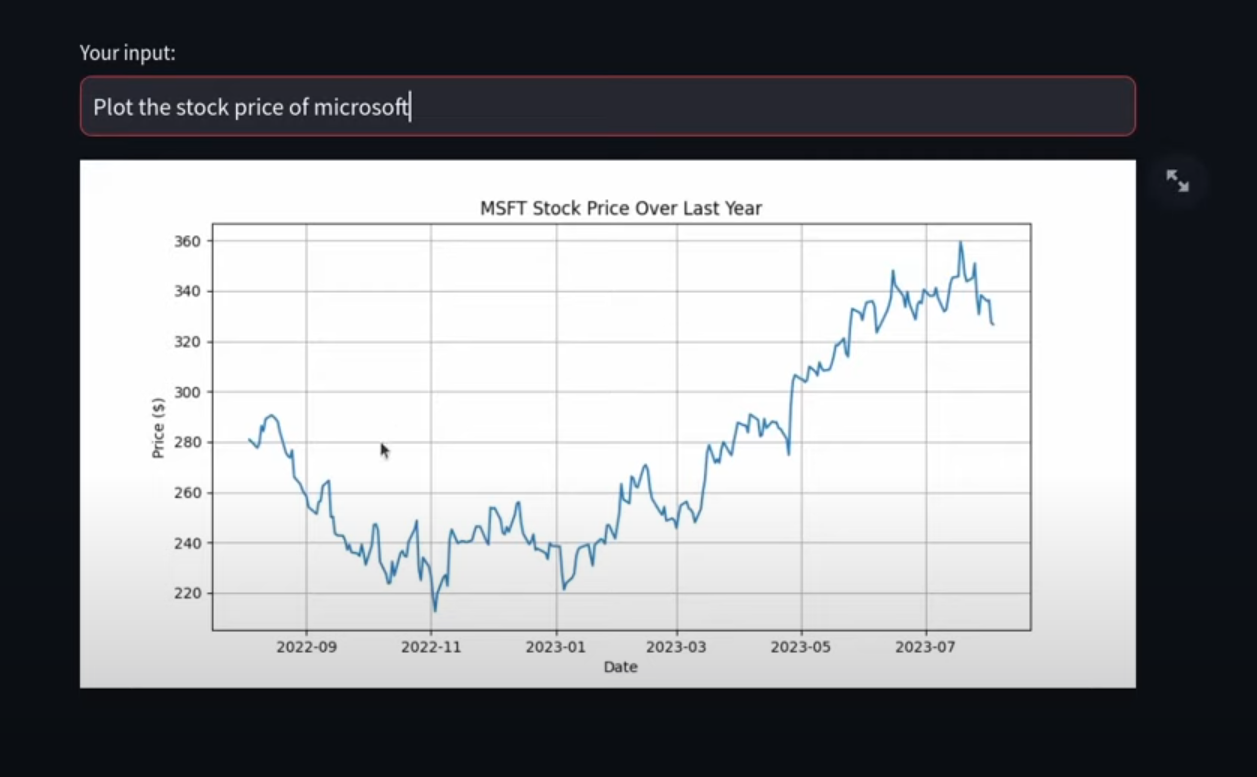 Your input:
Plot the stock price of microsoft
MSFT Stock Price Over Last Year
360
340
320
300
280
260
240
220
Price ($)
2022-09 2022-11 2023-01 2023-03 2023-05 2023-07
Date